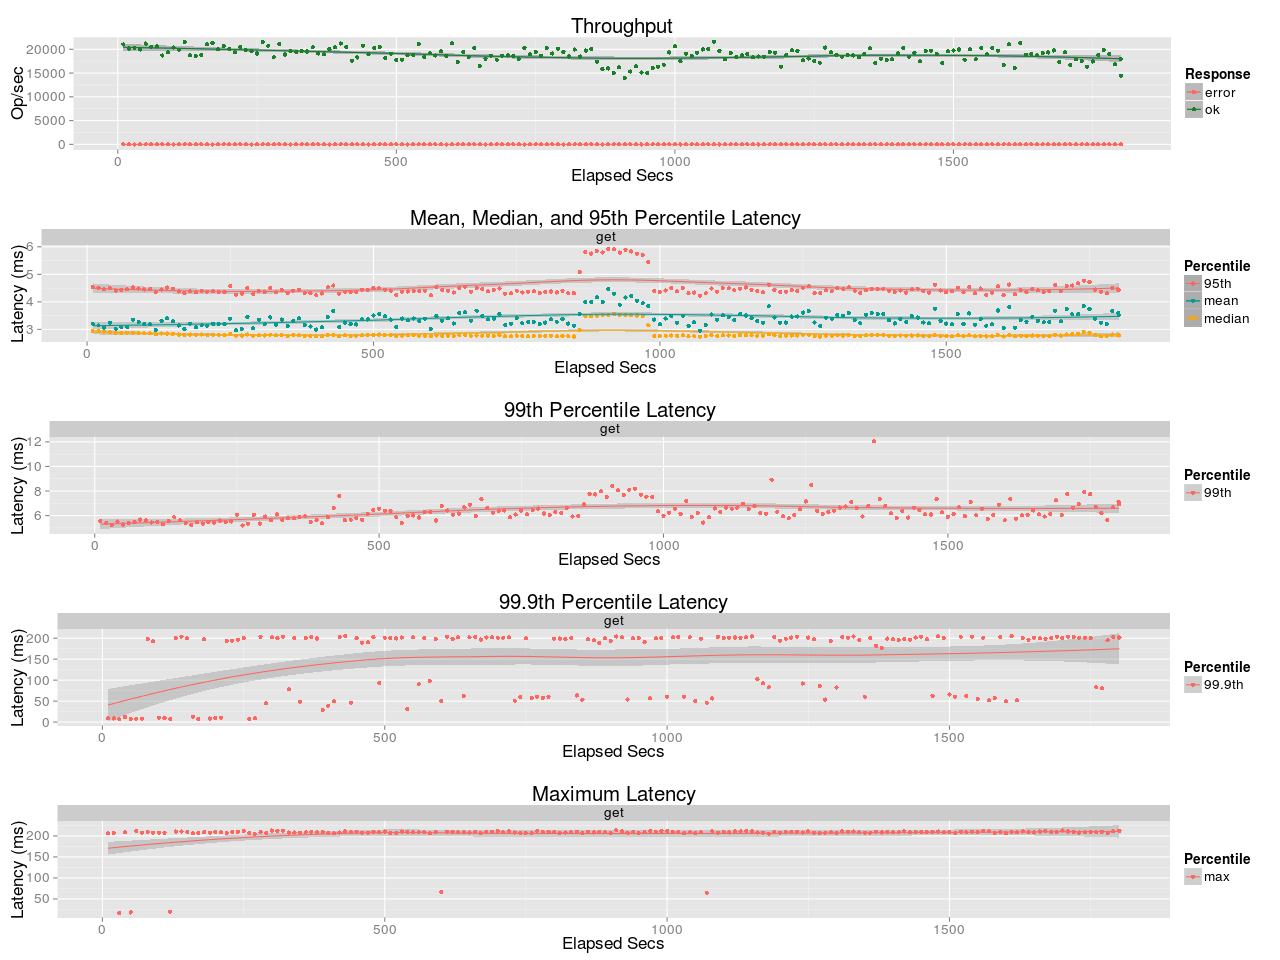 Throughput
Op/sec
20000
15000
10000
5000
0
0 500 1000 1500
Elapsed Secs
Response
error
ok
Mean, Median, and 95th Percentile Latency
get
Latency (ms)
6
5
4
3
0 500 1000 1500
Elapsed Secs
Percentile
95th
mean
median
99th Percentile Latency
get
Latency (ms)
12
10
8
6
0 500 1000 1500
Elapsed Secs
Percentile
99th
99.9th Percentile Latency
get
Latency (ms)
200
150
100
50
0
0 500 1000 1500
Elapsed Secs
Percentile
99.9th
Maximum Latency
get
Latency (ms)
200
150
100
50
0 500 1000 1500
Elapsed Secs
Percentile
max